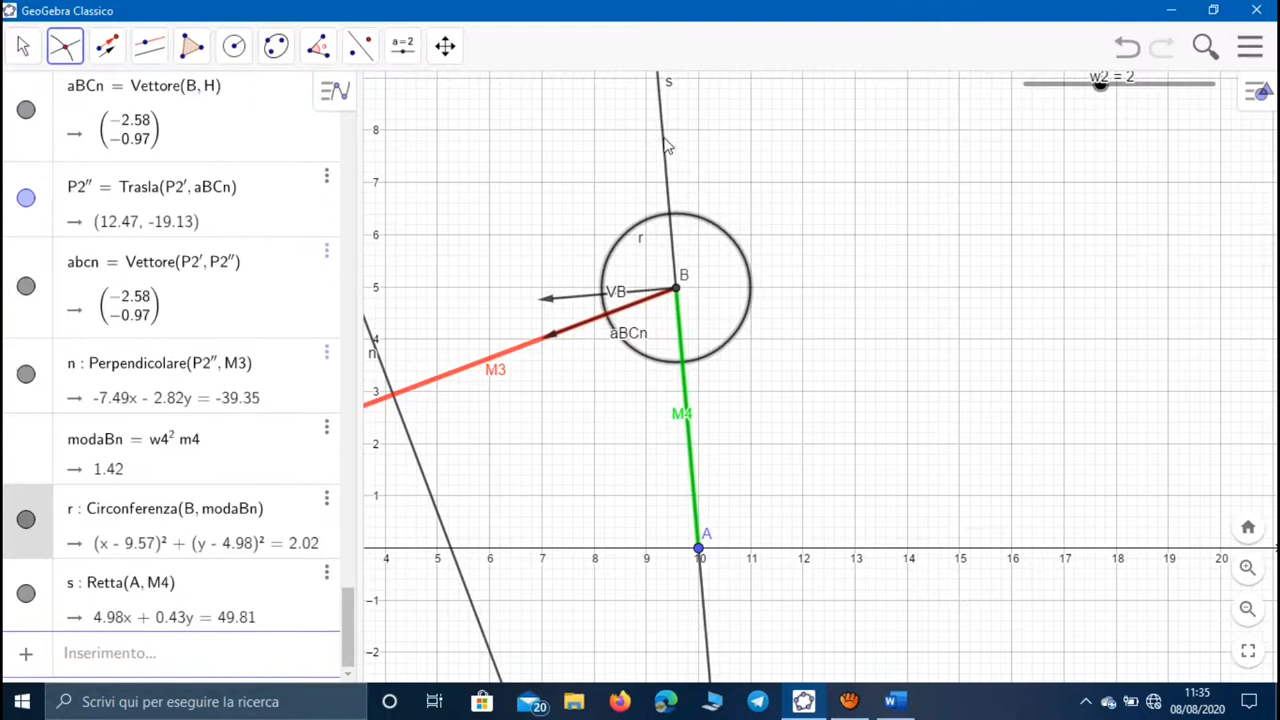 GeoGebra Classico
a=2
aBCn = Vettore(B, H)
→ (−2.58
−0.97)
P2″ = Trasla(P2′, aBCn)
→ (12.47, -19.13)
abcn = Vettore(P2′, P2″)
→ (−2.58
−0.97)
n : Perpendicolare(P2″, M3)
→ -7.49x - 2.82y = -39.35
modaBn = w4² m4
→ 1.42
r : Circonferenza(B, modaBn)
→ (x - 9.57)² + (y - 4.98)² = 2.02
s : Retta(A, M4)
→ 4.98x + 0.43y = 49.81
+ Inserimento…
w2 = 2
s
8
7
6
r
5
B
VB
4
aBCn
n
M3
3
M4
2
1
A
4 5 6 7 8 9 10 11 12 13 14 15 16 17 18 19 20
−1
−2
Scrivi qui per eseguire la ricerca
20
11:35
08/08/2020